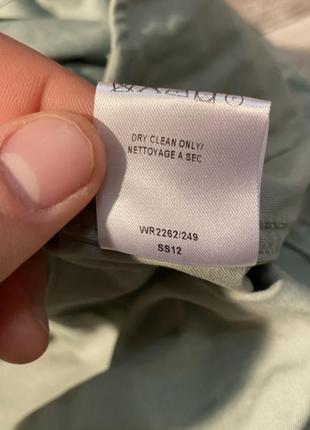 DRY CLEAN ONLY/
NETTOYAGE A SEC
WR2262/249
SS12